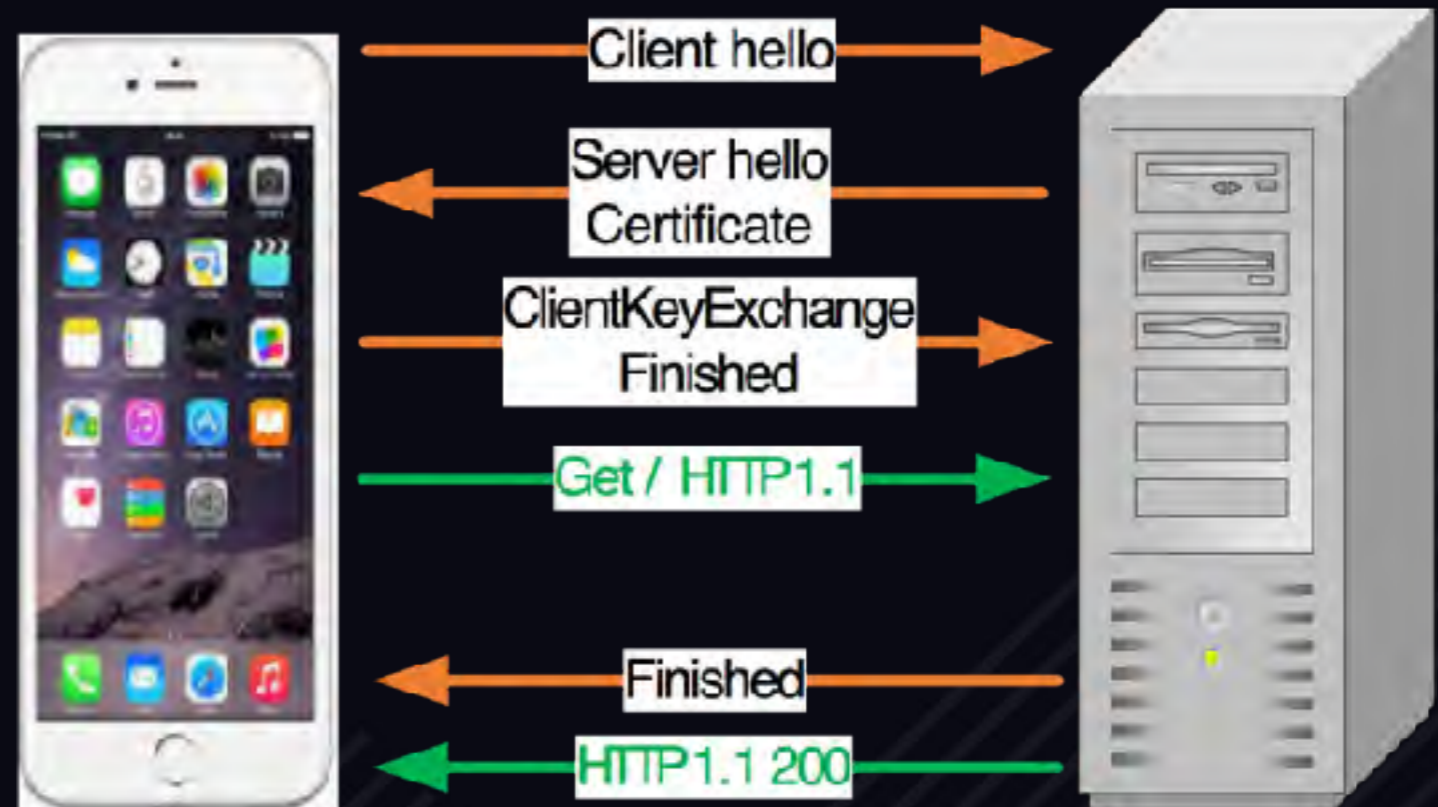 Client hello
Server hello
Certificate
ClientKeyExchange
Finished
Get / HTTP1.1
Finished
HTTP1.1 200